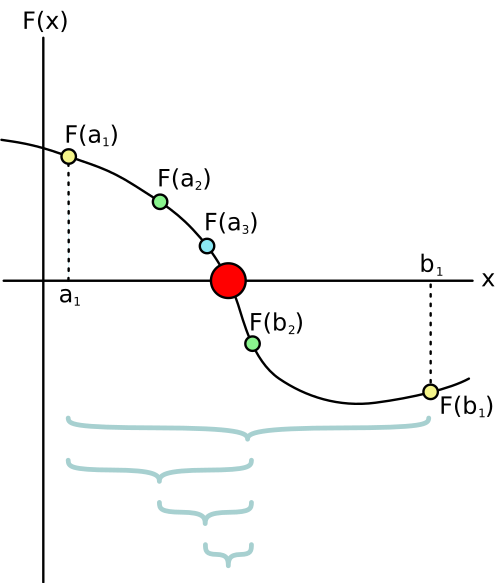 F(x)
F(a₁)
F(a₂)
F(a₃)
b₁
x
a₁
F(b₂)
F(b₁)